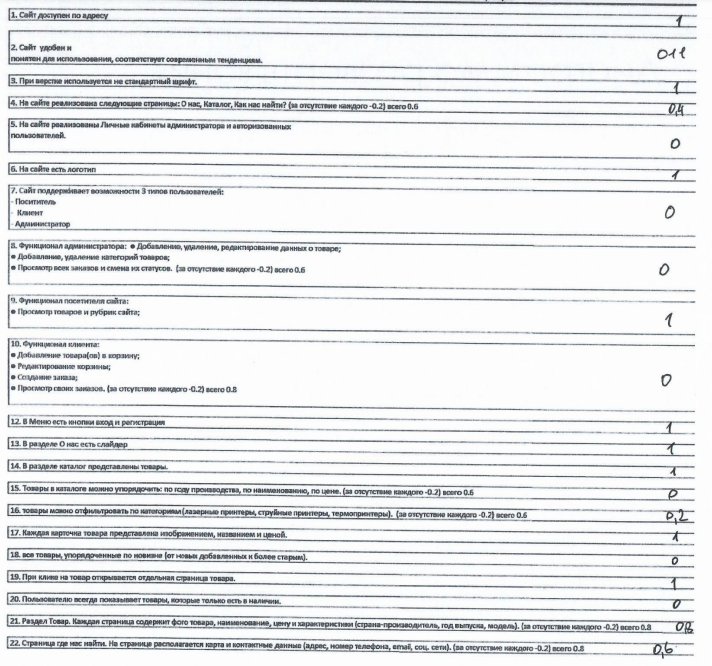 1. Сайт доступен по адресу 1
2. Сайт удобен и
понятен для использования, соответствует современным тенденциям.
3. При верстке используется не стандартный шрифт. 1
4. На сайте реализована следующие страницы: О нас, Каталог, Как нас найти? (за отсутствие каждого -0.2) всего 0.6 0,4
5. На сайте реализованы Личные кабинеты администратора и авторизованных
пользователей. 0
6. На сайте есть логотип 1
7. Сайт поддерживает возможности 3 типов пользователей:
- Посититель
- Клиент 0
- Администратор
8. Функционал администратора: ● Добавление, удаление, редактирование данных о товаре;
● Добавление, удаление категорий товаров;
● Просмотр всех заказов и смена их статусов. (за отсутствие каждого -0.2) всего 0.6 0
9. Функционал посетителя сайта:
● Просмотр товаров и рубрик сайта; 1
10. Функционал клиента:
● Добавление товара(ов) в корзину;
● Редактирование корзины;
● Создание заказа; 0
● Просмотр своих заказов. (за отсутствие каждого -0.2) всего 0.8
12. В Меню есть кнопки вход и регистрация 1
13. В разделе О нас есть слайдер 1
14. В разделе каталог представлены товары. 1
15. Товары в каталоге можно упорядочить: по году производства, по наименованию, по цене. (за отсутствие каждого -0.2) всего 0.6 0
16. товары можно отфильтровать по категориям (лазерные принтеры, струйные принтеры, термопринтеры). (за отсутствие каждого -0.2) всего 0.6 0,2
17. Каждая карточка товара представлена изображением, названием и ценой. 1
18. все товары, упорядоченные по новизне (от новых добавленных к более старым). 0
19. При клике на товар открывается отдельная страница товара. 1
20. Пользователю всегда показывает товары, которые только есть в наличии. 0
21. Раздел Товар. Каждая страница содержит фото товара, наименование, цену и характеристики (страна-производитель, год выпуска, модель). (за отсутствие каждого -0.2) всего 0.8
22. Страница где нас найти. На странице располагается карта и контактные данные (адрес, номер телефона, email, соц. сети). (за отсутствие каждого -0.2) всего 0.8 0,6